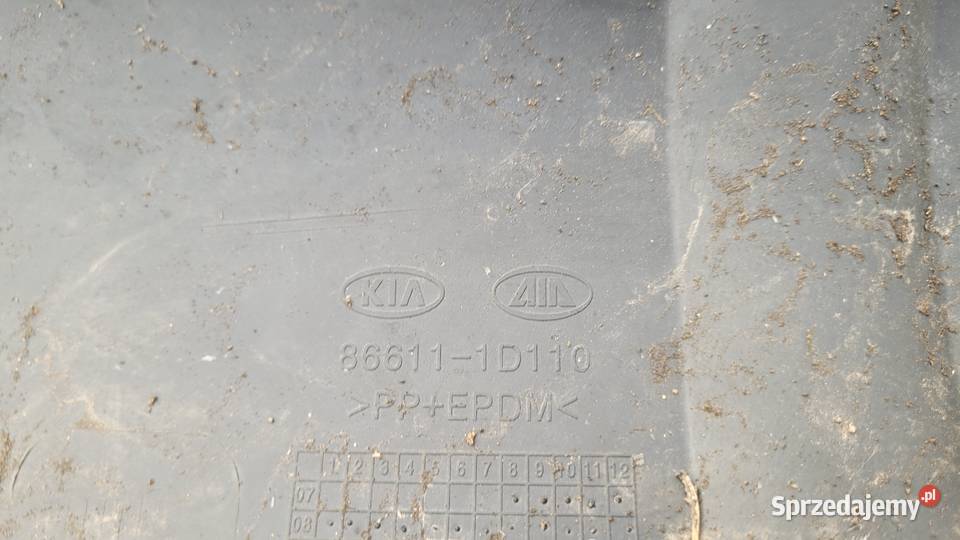 KIA AIA
86611-1D110
>PP+EPDM<
1 2 3 4 5 6 7 8 9 10 11 12
07
08
Sprzedajemy.pl